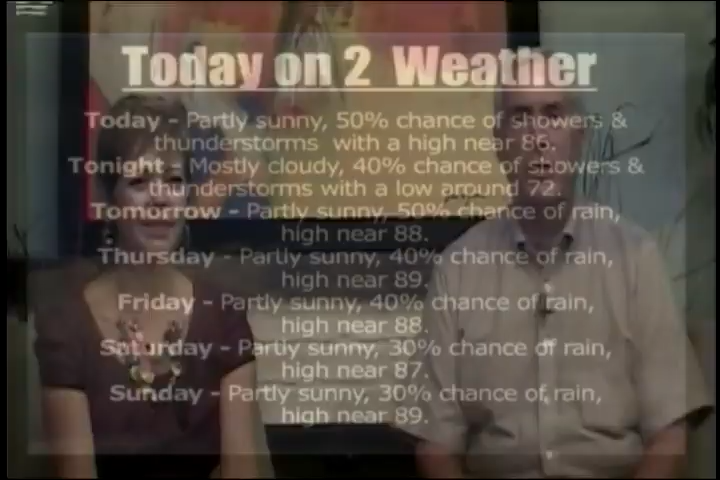 Today on 2 Weather
Today - Partly sunny, 50% chance of showers &
thunderstorms with a high near 86.
Tonight - Mostly cloudy, 40% chance of showers &
thunderstorms with a low around 72.
Tomorrow - Partly sunny, 50% chance of rain,
high near 88.
Thursday - Partly sunny, 40% chance of rain,
high near 89.
Friday - Partly sunny, 40% chance of rain,
high near 88.
Saturday - Partly sunny, 30% chance of rain,
high near 87.
Sunday - Partly sunny, 30% chance of rain,
high near 89.